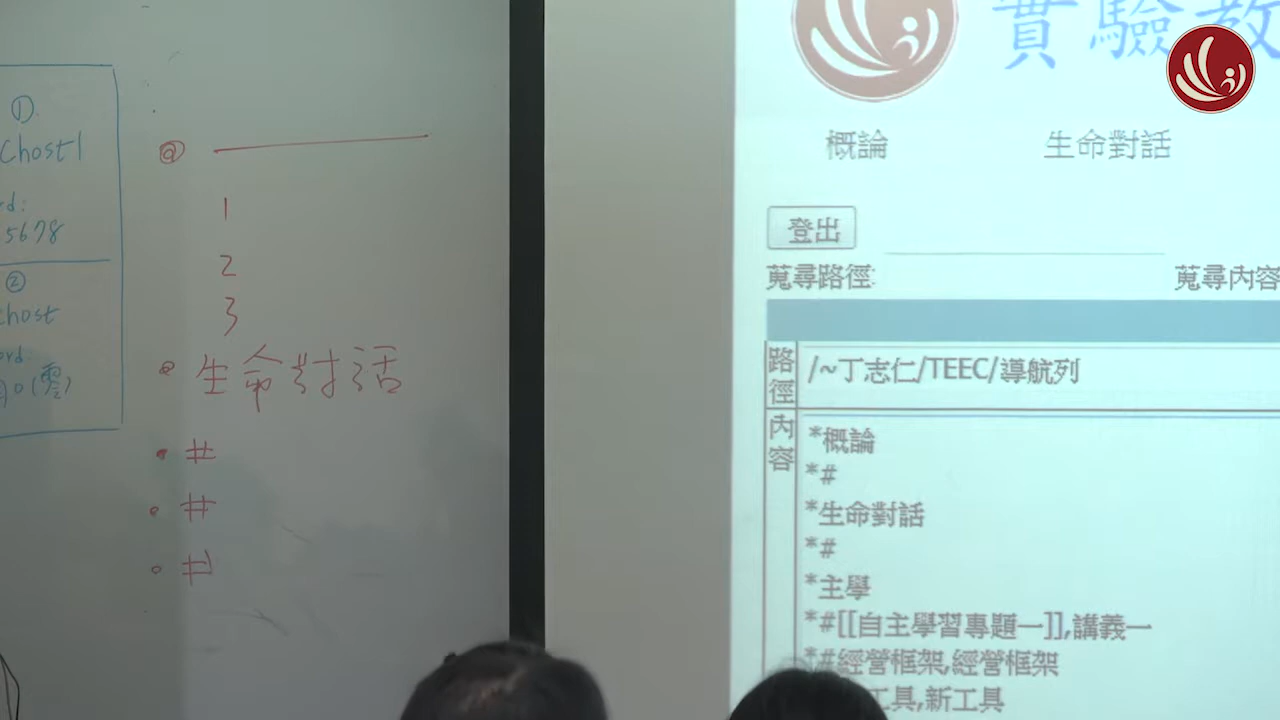 ①
Chost1
rd:
5678
②
Chost
ord
0(零)
@
1
2
3
生命對話
#
#
#
實驗教
概論 生命對話
登出
蒐尋路徑: 蒐尋內容
路徑 /~丁志仁/TEEC/導航列
內容
*概論
*#
*生命對話
*#
*主學
*#[[自主學習專題一]],講義一
*#經營框架,經營框架
工具,新工具